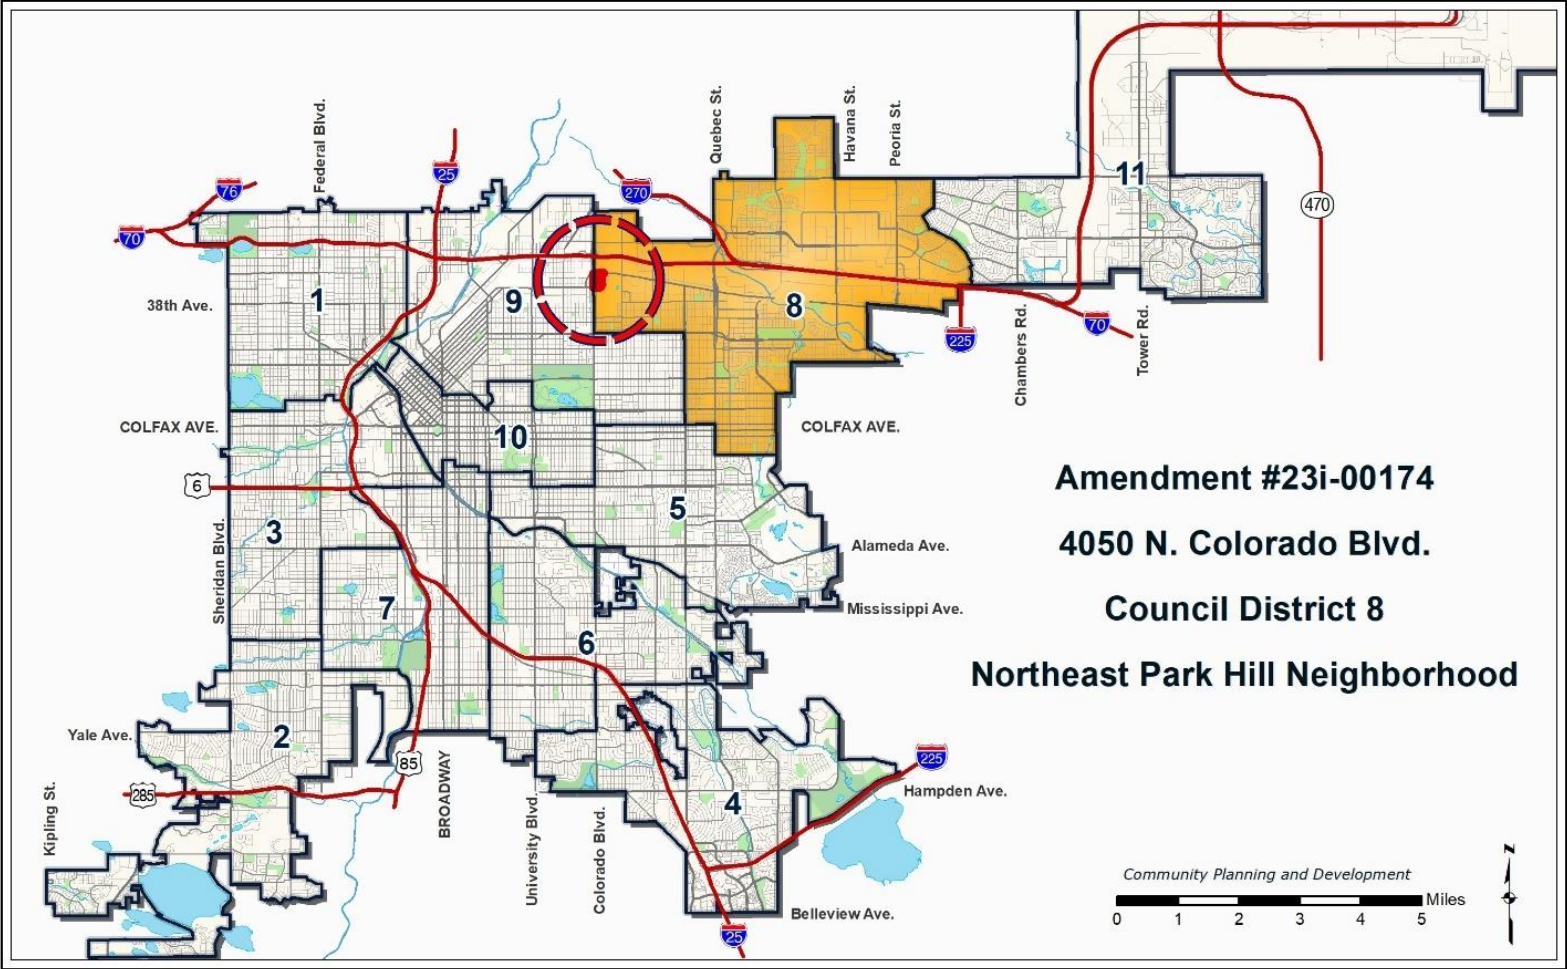 Federal Blvd.
Quebec St.
Havana St.
Peoria St.
76
25
270
11
470
70
38th Ave.
1
9
8
225
70
Chambers Rd.
Tower Rd.
COLFAX AVE.
COLFAX AVE.
10
6
Sheridan Blvd.
3
5
Alameda Ave.
7
Mississippi Ave.
6
Amendment #23i-00174
4050 N. Colorado Blvd.
Council District 8
Northeast Park Hill Neighborhood
Yale Ave.
2
85
BROADWAY
225
285
Hampden Ave.
Kipling St.
University Blvd.
Colorado Blvd.
4
Belleview Ave.
25
Community Planning and Development
Miles
0 1 2 3 4 5
N